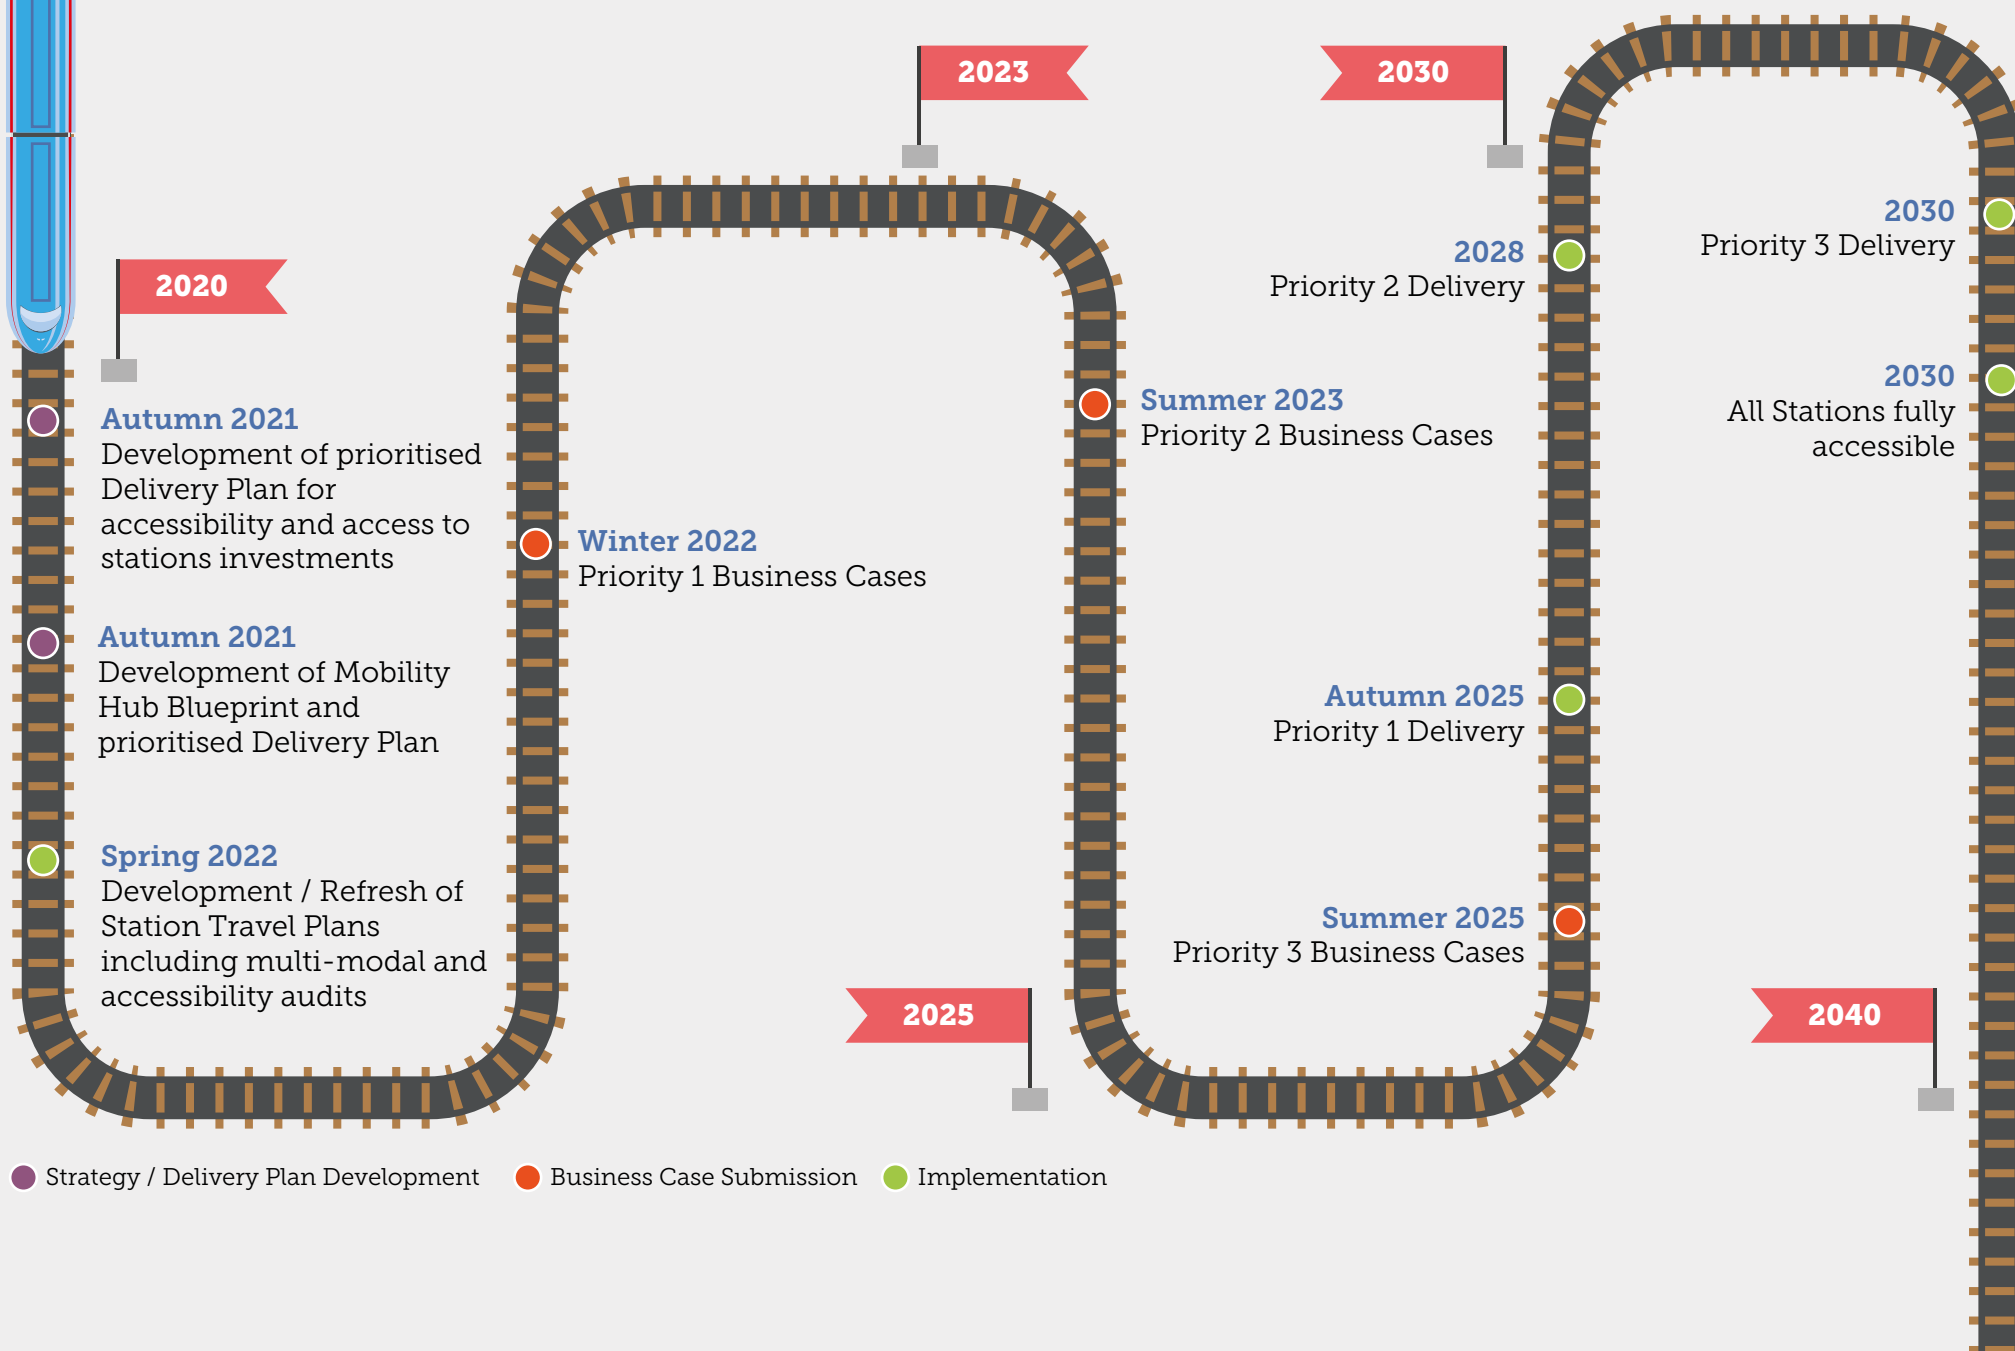 2020
Autumn 2021
Development of prioritised
Delivery Plan for
accessibility and access to
stations investments
Autumn 2021
Development of Mobility
Hub Blueprint and
prioritised Delivery Plan
Spring 2022
Development / Refresh of
Station Travel Plans
including multi-modal and
accessibility audits
Winter 2022
Priority 1 Business Cases
2023
Summer 2023
Priority 2 Business Cases
2025
Summer 2025
Priority 3 Business Cases
Autumn 2025
Priority 1 Delivery
2028
Priority 2 Delivery
2030
2030
Priority 3 Delivery
2030
All Stations fully
accessible
2040
Strategy / Delivery Plan Development
Business Case Submission
Implementation